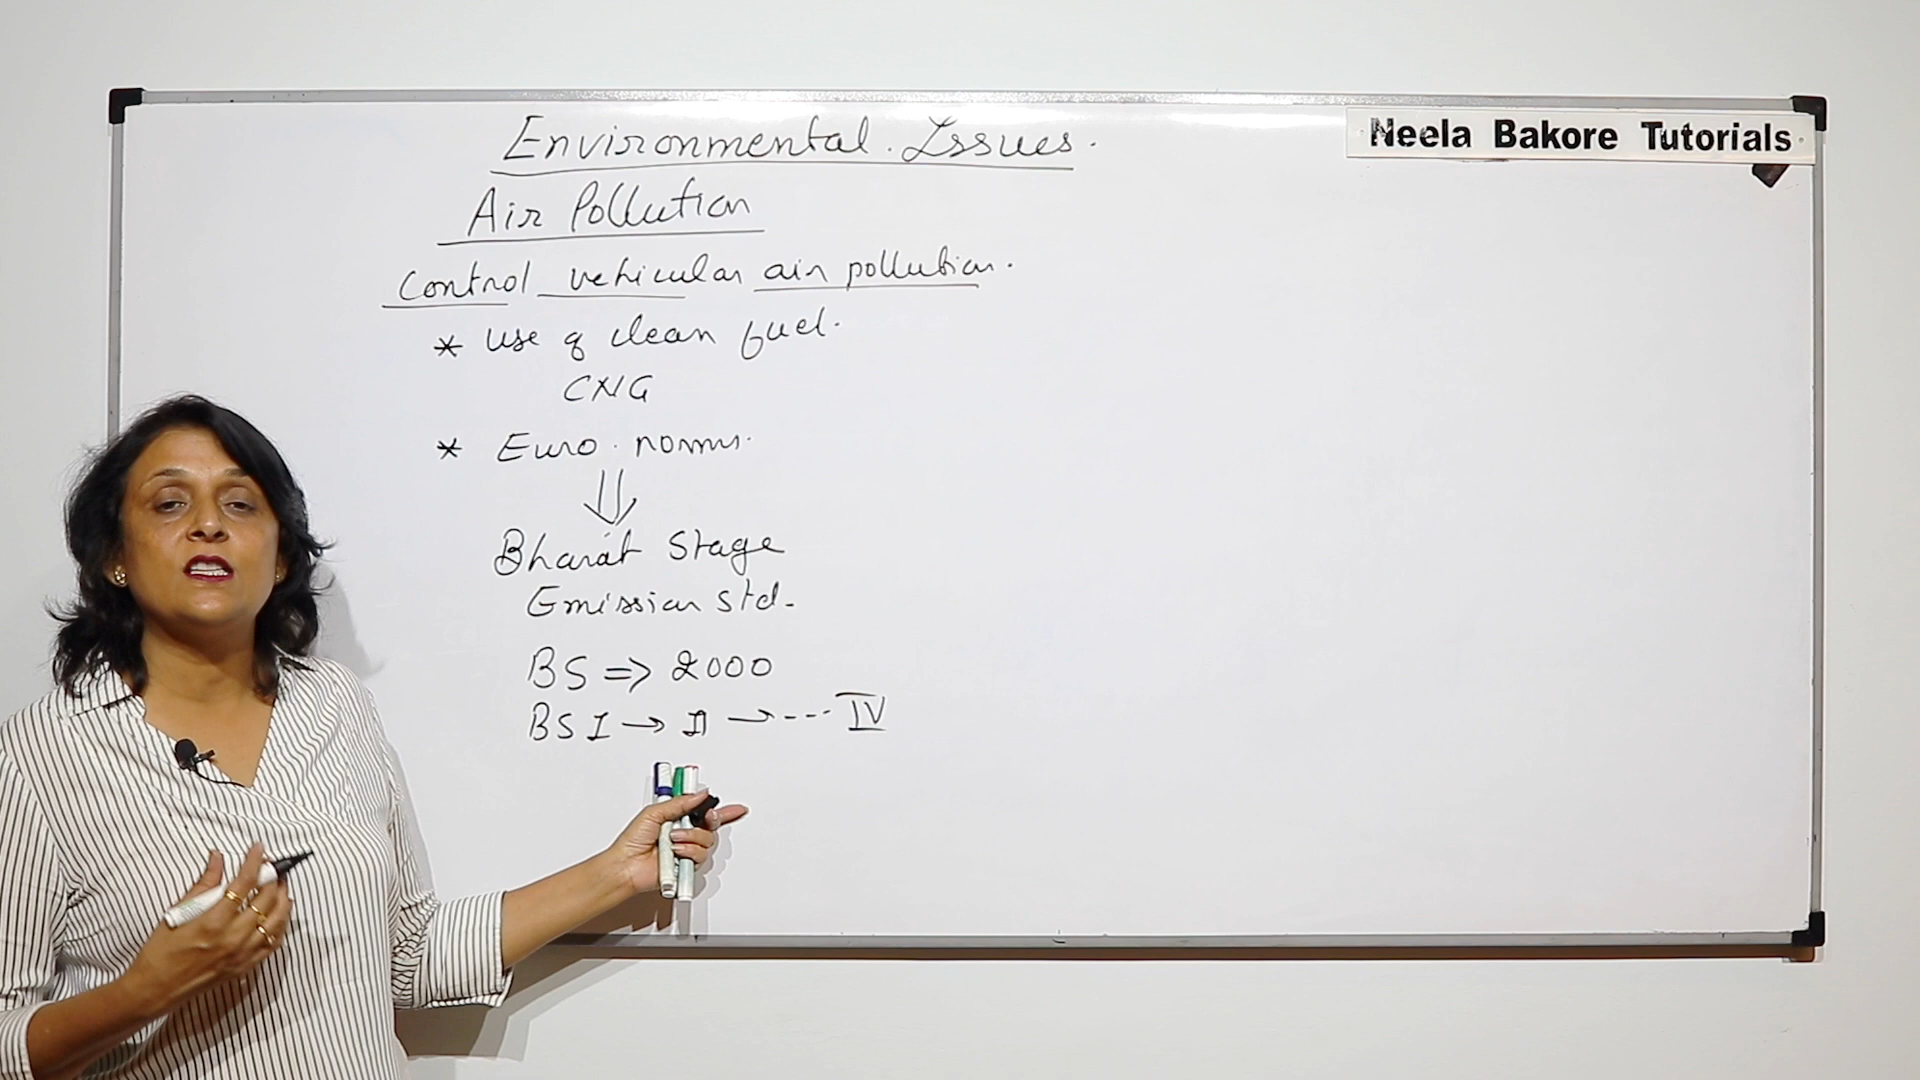 Environmental Issues.
Neela Bakore Tutorials
Air Pollution
Control vehicular air pollution.
* Use of clean fuel.
CNG
* Euro norms.
⇓
Bharat Stage
Emission std.
BS ⇒ 2000
BS I → II → --- IV